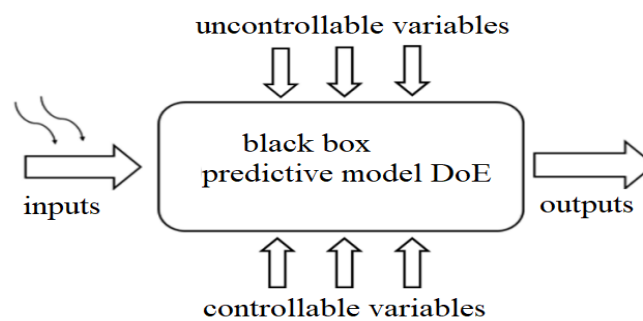 uncontrollable variables
black box
predictive model DoE
inputs
outputs
controllable variables